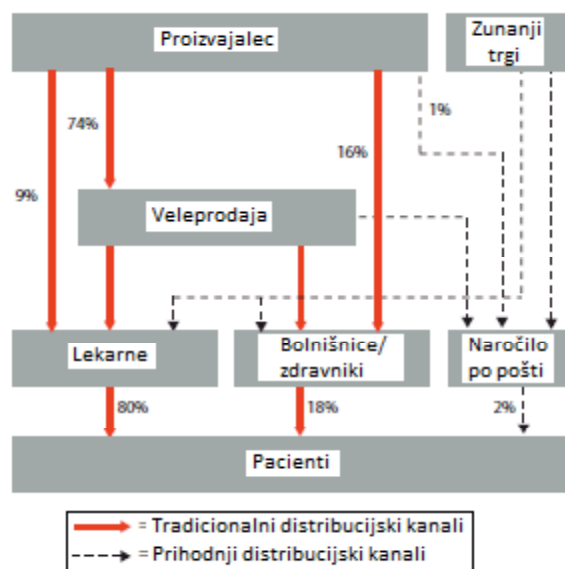 Proizvajalec
Zunanji
trgi
1%
74%
16%
9%
Veleprodaja
Lekarne
Bolnišnice/
zdravniki
Naročilo
po pošti
80%
18%
2%
Pacienti
= Tradicionalni distribucijski kanali
= Prihodnji distribucijski kanali